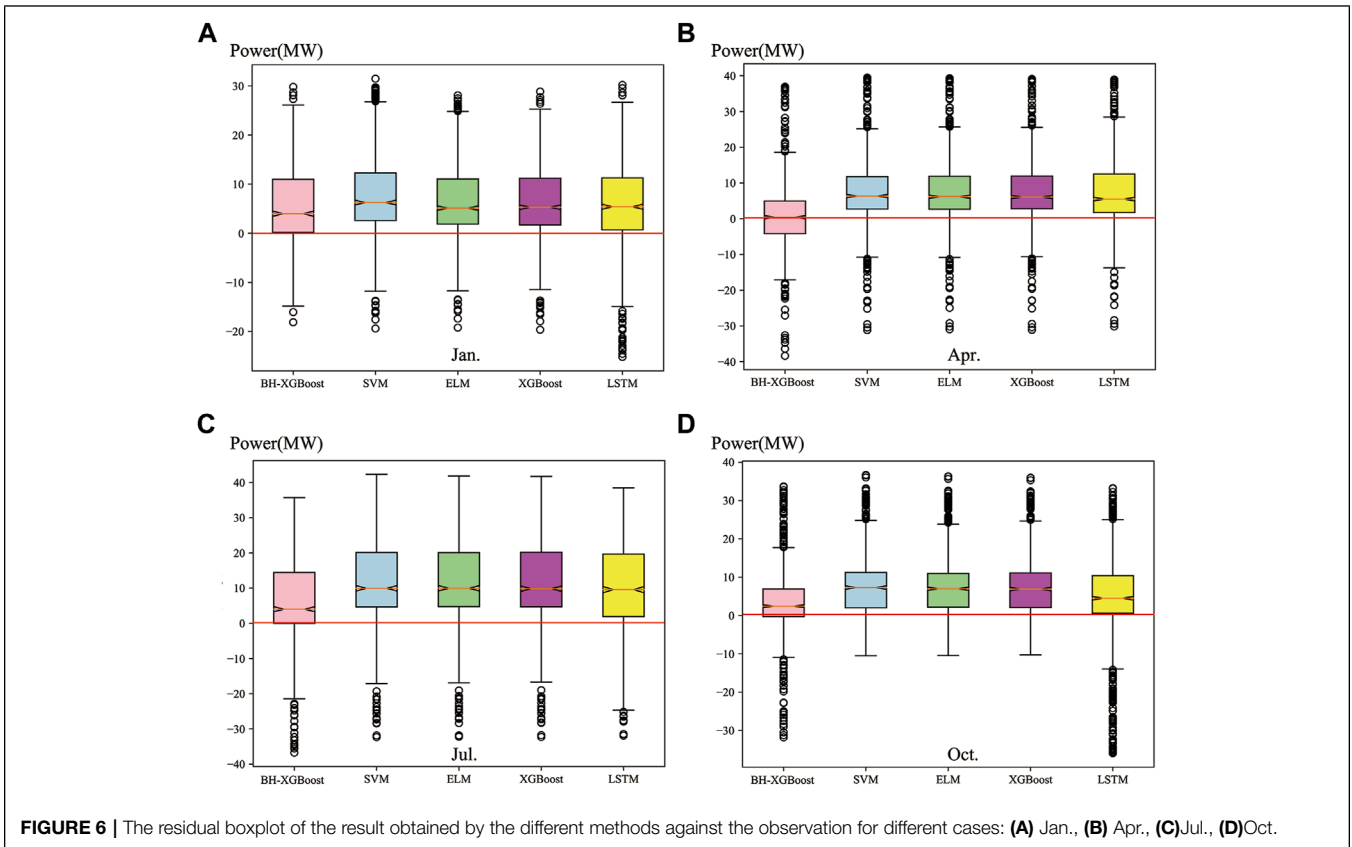 A
Power(MW)
30
20
10
0
−10
−20
Jan.
BH-XGBoost SVM ELM XGBoost LSTM
B
Power(MW)
40
30
20
10
0
−10
−20
−30
−40
Apr.
BH-XGBoost SVM ELM XGBoost LSTM
C
Power(MW)
40
30
20
10
0
−10
−20
−30
−40
Jul.
BH-XGBoost SVM ELM XGBoost LSTM
D
Power(MW)
40
30
20
10
0
−10
−20
−30
Oct.
BH-XGBoost SVM ELM XGBoost LSTM
FIGURE 6 | The residual boxplot of the result obtained by the different methods against the observation for different cases: (A) Jan., (B) Apr., (C)Jul., (D)Oct.